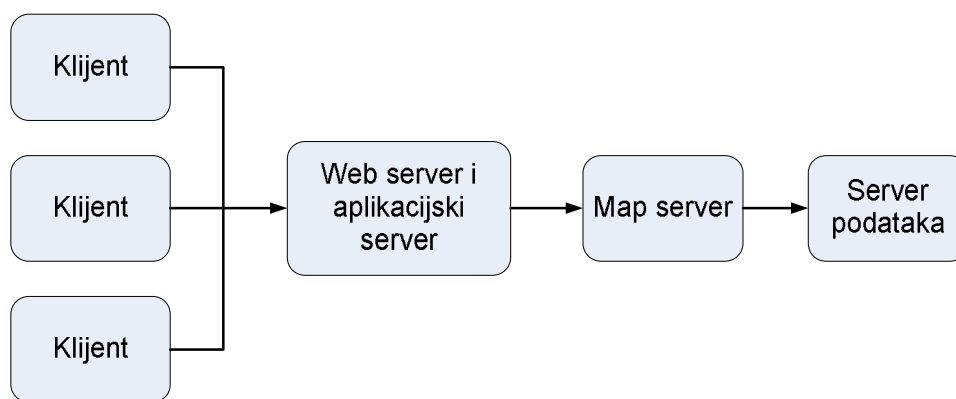 Klijent
Klijent
Klijent
Web server i
aplikacijski
server
Map server
Server
podataka